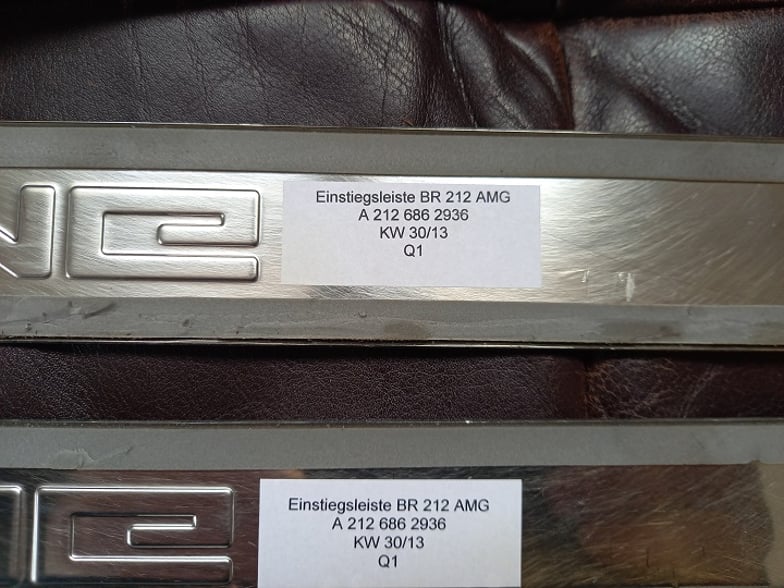 Einstiegsleiste BR 212 AMG
A 212 686 2936
KW 30/13
Q1
Einstiegsleiste BR 212 AMG
A 212 686 2936
KW 30/13
Q1